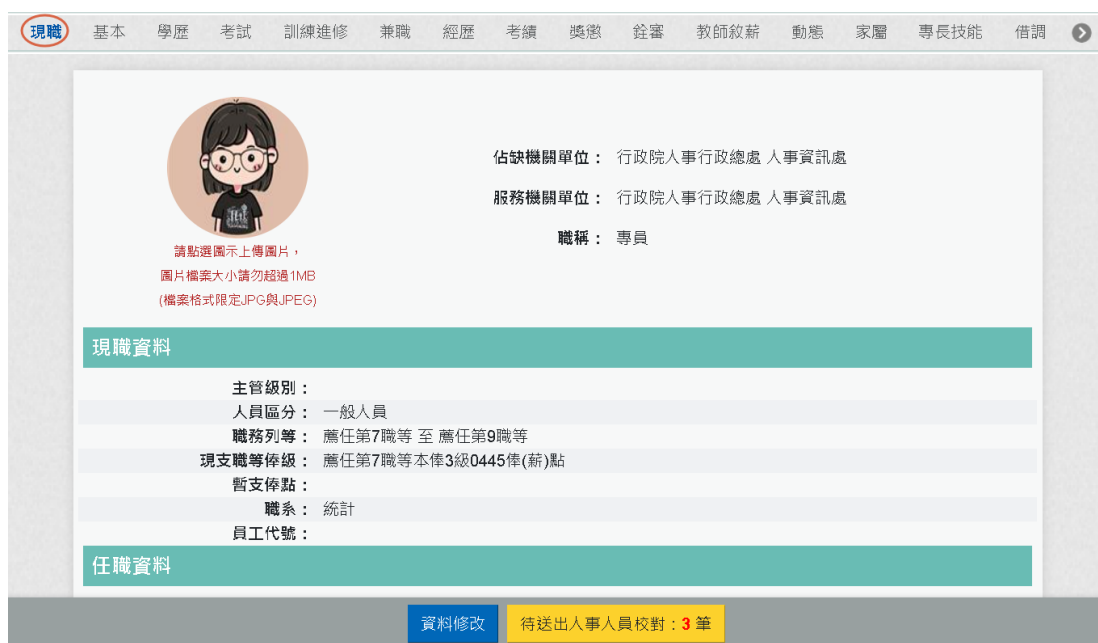 現職 基本 學歷 考試 訓練進修 兼職 經歷 考績 獎懲 銓審 教師敘薪 動態 家屬 專長技能 借調
佔缺機關單位： 行政院人事行政總處 人事資訊處
服務機關單位： 行政院人事行政總處 人事資訊處
職稱： 專員
請點選圖示上傳圖片，
圖片檔案大小請勿超過1MB
(檔案格式限定JPG與JPEG)
現職資料
主管級別：
人員區分： 一般人員
職務列等： 薦任第7職等 至 薦任第9職等
現支職等俸級： 薦任第7職等本俸3級0445俸(薪)點
暫支俸點：
職系： 統計
員工代號：
任職資料
資料修改 待送出人事人員校對：3 筆